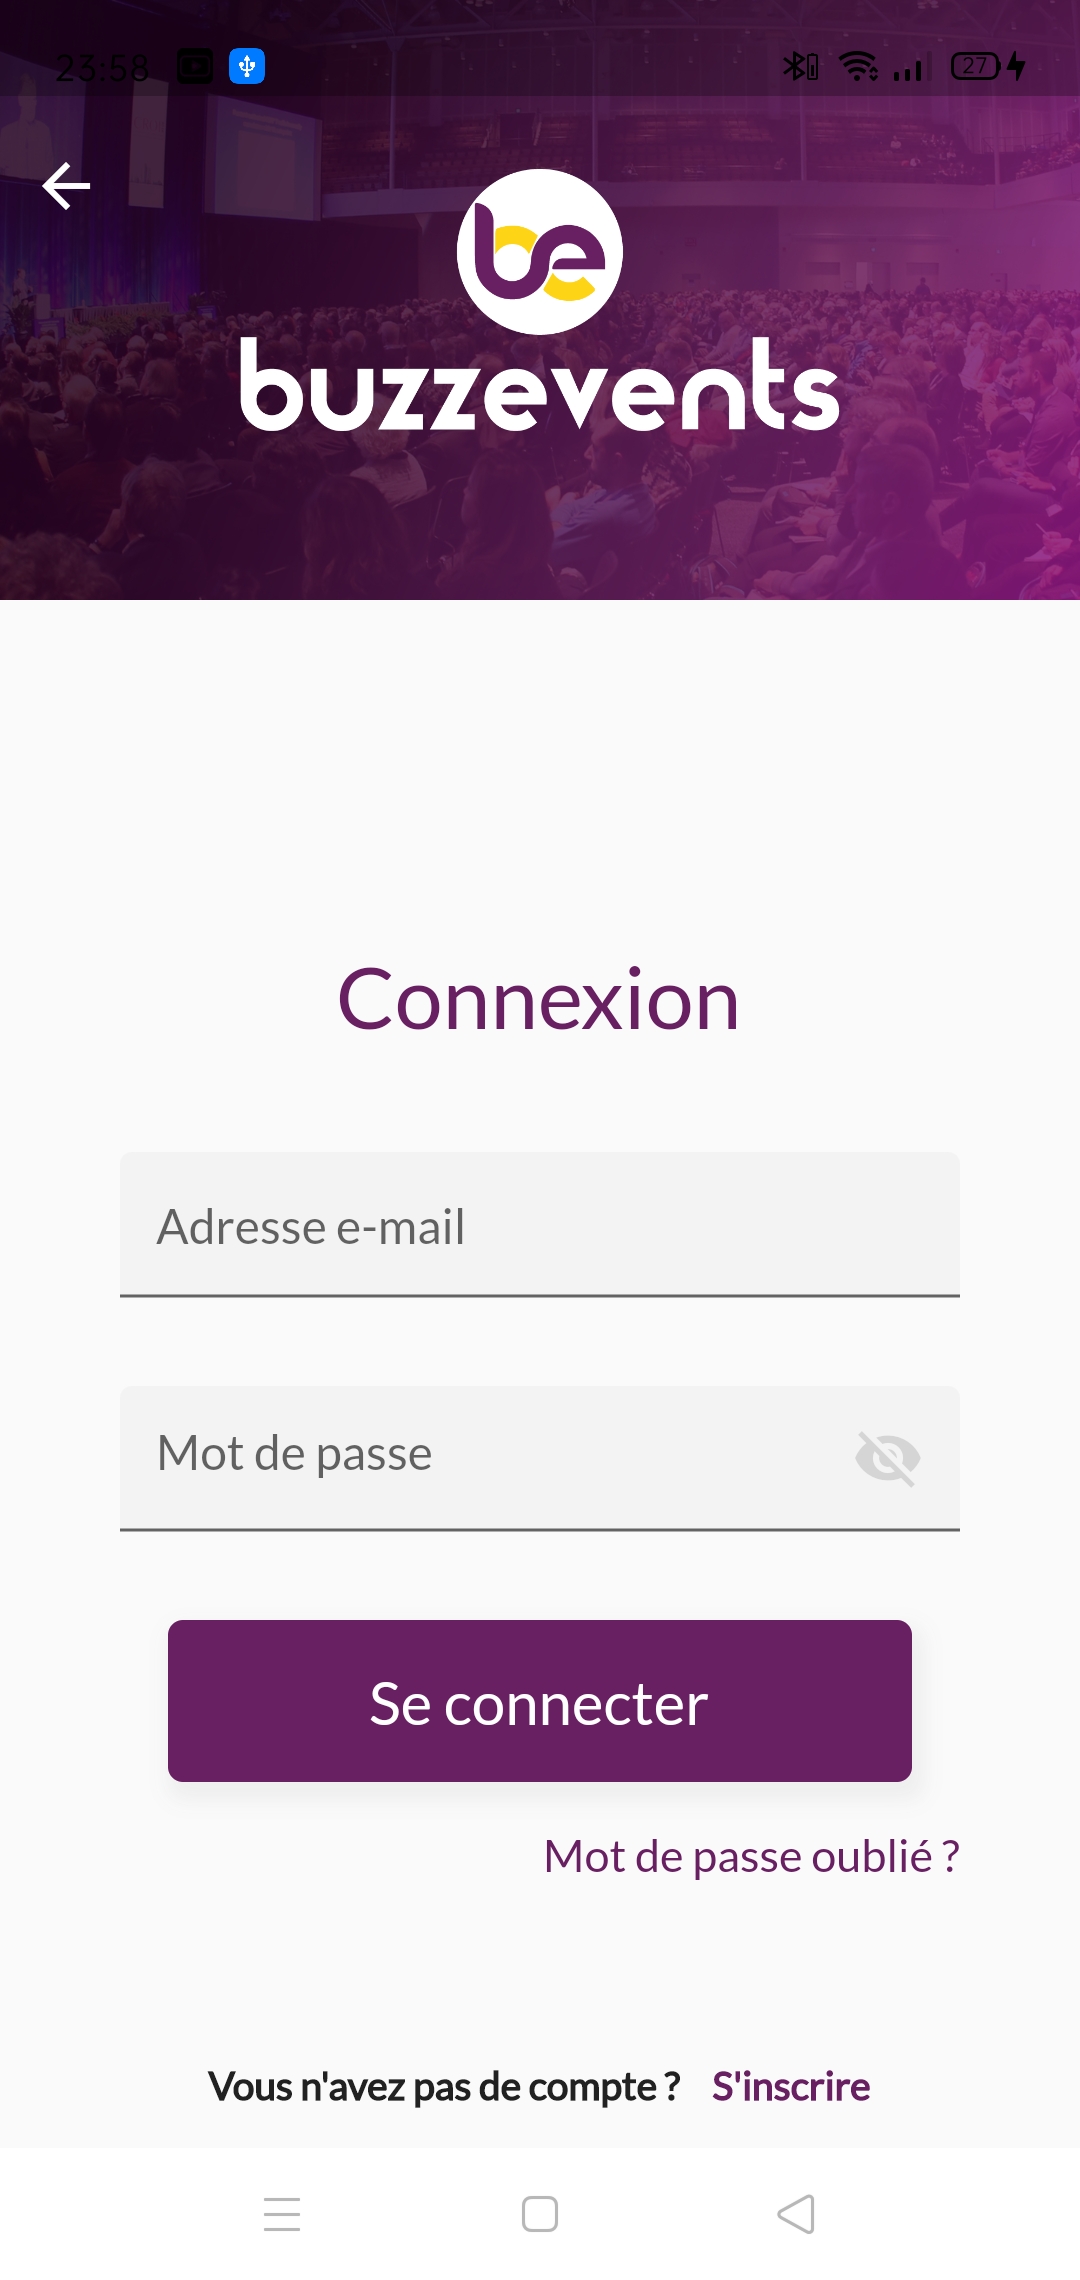 23:58
27
be
buzzevents
Connexion
Adresse e-mail
Mot de passe
Se connecter
Mot de passe oublié ?
Vous n'avez pas de compte ? S'inscrire